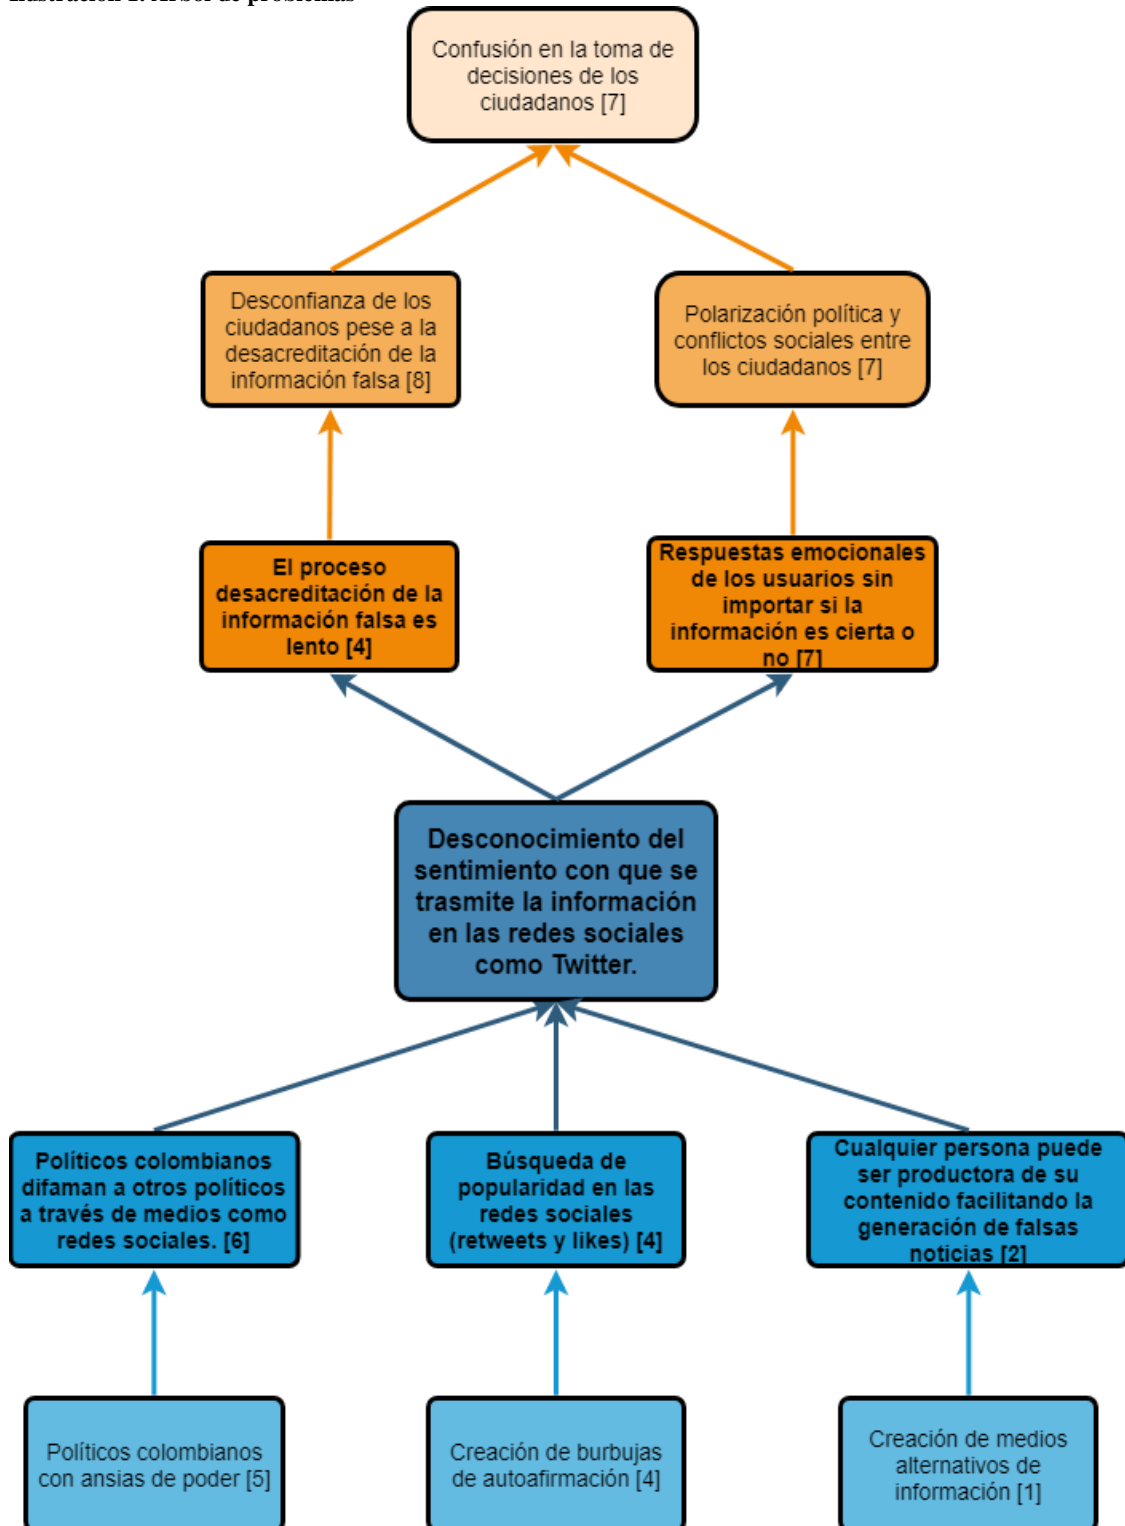 Ilustración 1. Árbol de problemas
Confusión en la toma de
decisiones de los
ciudadanos [7]
Desconfianza de los
ciudadanos pese a la
desacreditación de la
información falsa [8]
Polarización política y
conflictos sociales entre
los ciudadanos [7]
El proceso
desacreditación de la
información falsa es
lento [4]
Respuestas emocionales
de los usuarios sin
importar si la
información es cierta o
no [7]
Desconocimiento del
sentimiento con que se
trasmite la información
en las redes sociales
como Twitter.
Políticos colombianos
difaman a otros políticos
a través de medios como
redes sociales. [6]
Búsqueda de
popularidad en las
redes sociales
(retweets y likes) [4]
Cualquier persona puede
ser productora de su
contenido facilitando la
generación de falsas
noticias [2]
Políticos colombianos
con ansias de poder [5]
Creación de burbujas
de autoafirmación [4]
Creación de medios
alternativos de
información [1]